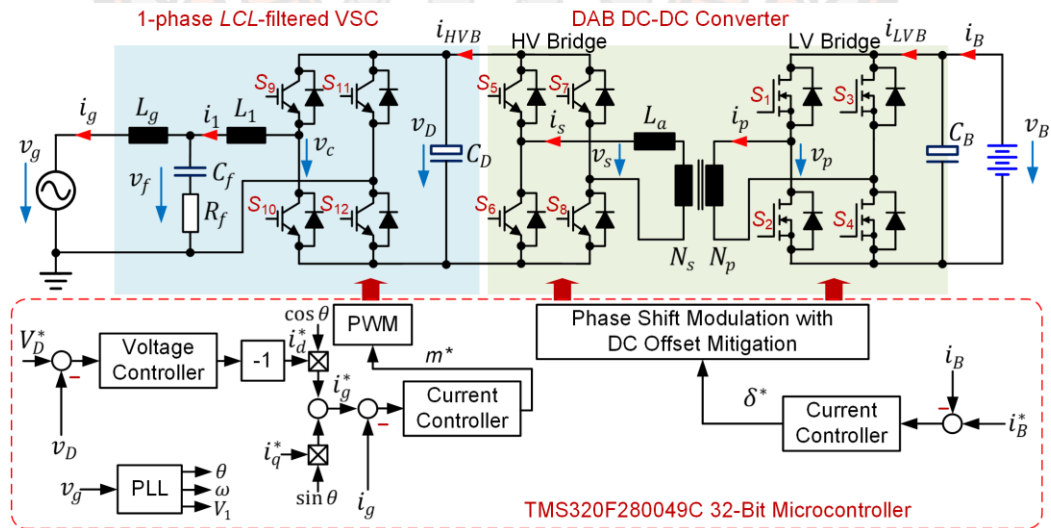 1-phase LCL-filtered VSC
DAB DC-DC Converter
i_HVB
HV Bridge
LV Bridge
i_LVB
i_B
S_9
S_11
S_5
S_7
S_1
S_3
i_g
L_g
i_1
L_1
v_c
v_D
C_D
i_s
L_a
v_s
i_p
v_p
C_B
v_B
v_g
v_f
C_f
R_f
S_10
S_12
S_6
S_8
S_2
S_4
N_s
N_p
cos θ
PWM
Phase Shift Modulation with
DC Offset Mitigation
V_D^*
Voltage
Controller
-1
i_d^*
m^*
i_g^*
Current
Controller
δ^*
Current
Controller
i_B
i_B^*
v_D
i_q^*
sin θ
i_g
v_g
PLL
θ
ω
V_1
TMS320F280049C 32-Bit Microcontroller